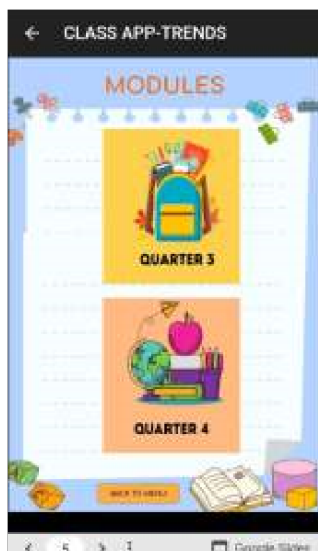 ← CLASS APP-TRENDS
MODULES
QUARTER 3
QUARTER 4
BACK TO MENU
5
Google Slides